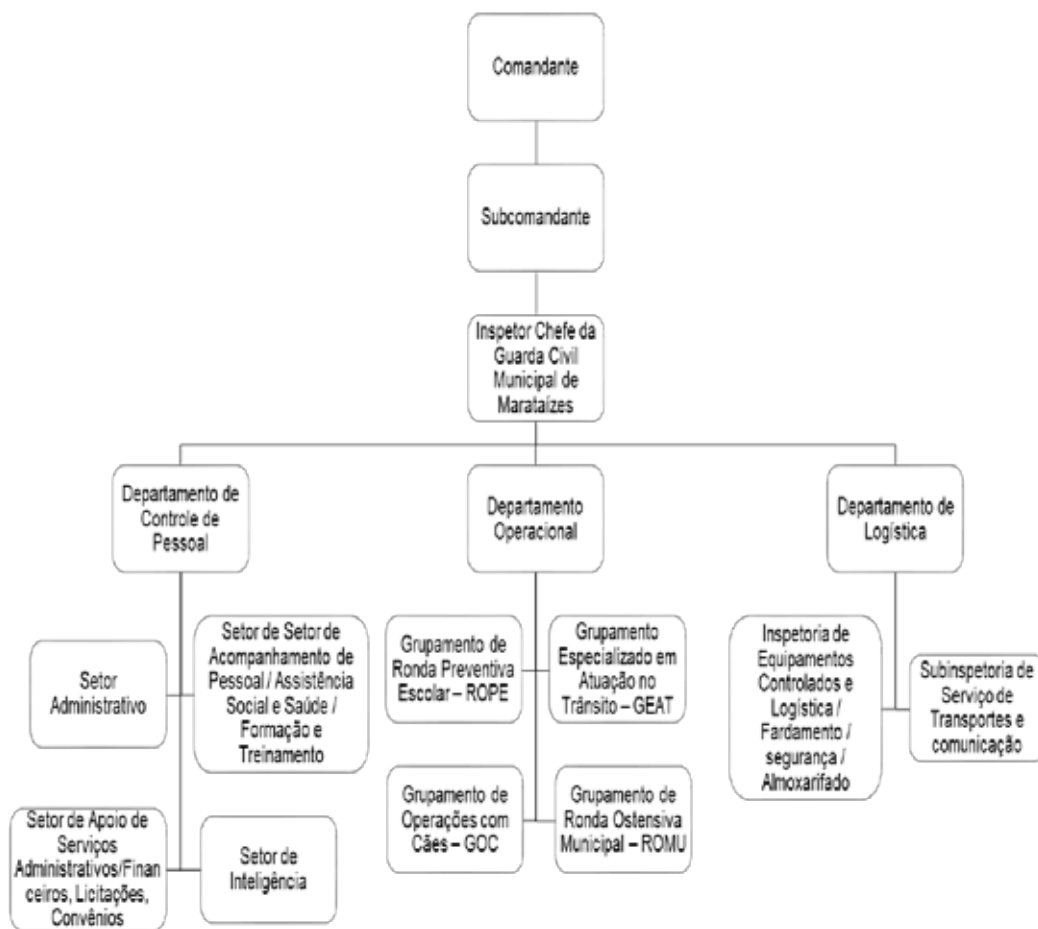 Comandante
Subcomandante
Inspetor Chefe da
Guarda Civil
Municipal de
Marataízes
Departamento de
Controle de
Pessoal
Departamento
Operacional
Departamento de
Logística
Setor
Administrativo
Setor de Setor de
Acompanhamento de
Pessoal / Assistência
Social e Saúde /
Formação e
Treinamento
Grupamento de
Ronda Preventiva
Escolar – ROPE
Grupamento
Especializado em
Atuação no
Trânsito – GEAT
Inspetoria de
Equipamentos
Controlados e
Logística /
Fardamento /
segurança /
Almoxarifado
Subinspetoria de
Serviço de
Transportes e
comunicação
Setor de Apoio de
Serviços
Administrativos/Finan
ceiros, Licitações,
Convênios
Setor de
Inteligência
Grupamento de
Operações com
Cães – GOC
Grupamento de
Ronda Ostensiva
Municipal – ROMU